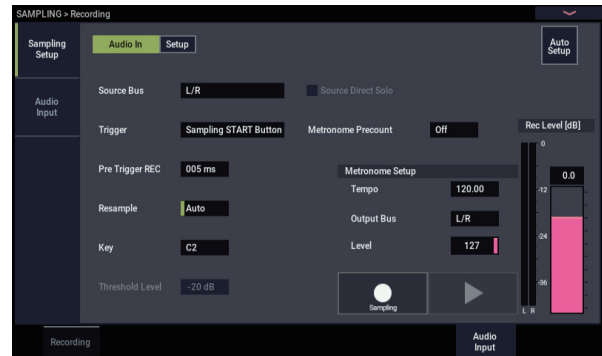 SAMPLING > Recording
Sampling
Setup
Audio In
Setup
Auto
Setup
Audio
Input
Source Bus
L/R
Source Direct Solo
Trigger
Sampling START Button
Metronome Precount
Off
Rec Level [dB]
Pre Trigger REC
005 ms
Metronome Setup
Tempo
120.00
Resample
Auto
Output Bus
L/R
Key
C2
Level
127
Threshold Level
-20 dB
Sampling
0
-12
-24
-36
L R
0.0
Recording
Audio
Input